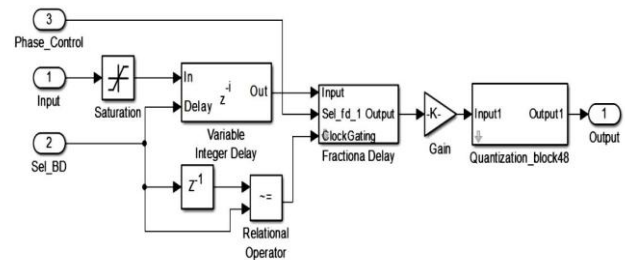 3
Phase_Control
1
Input
Saturation
2
Sel_BD
In
Delay
z-i
Out
Variable
Integer Delay
Z-1
~=
Relational
Operator
Input
Sel_fd_1 Output
ClockGating
Fractiona Delay
-K-
Gain
Input1 Output1
Quantization_block48
1
Output